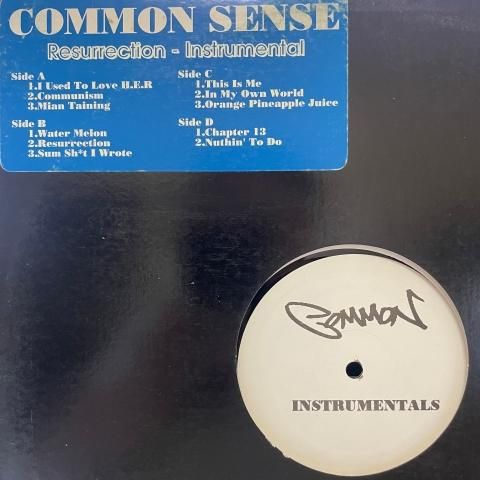 COMMON SENSE
Resurrection - Instrumental
Side A
1.I Used To Love H.E.R
2.Communism
3.Mian Taining
Side B
1.Water Melon
2.Resurrection
3.Sum Sh*t I Wrote
Side C
1.This Is Me
2.In My Own World
3.Orange Pineapple Juice
Side D
1.Chapter 13
2.Nuthin' To Do
COMMON
INSTRUMENTALS